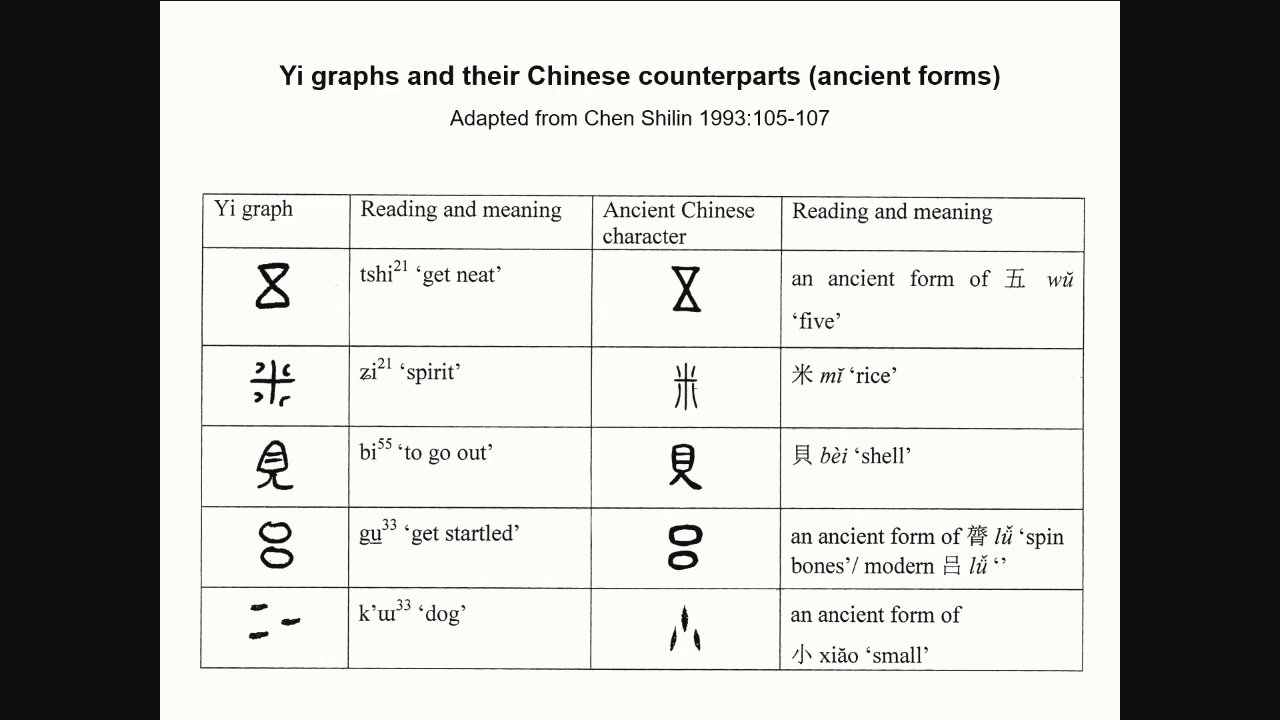 Yi graphs and their Chinese counterparts (ancient forms)
Adapted from Chen Shilin 1993:105-107
Yi graph
Reading and meaning
Ancient Chinese
character
Reading and meaning
tshi²¹ ‘get neat’
an ancient form of 五 wǔ
‘five’
ʑi²¹ ‘spirit’
米 mǐ ‘rice’
bi⁵⁵ ‘to go out’
貝 bèi ‘shell’
gu̲³³ ‘get startled’
an ancient form of 膂 lǚ ‘spin
bones’/ modern 吕 lǚ ‘’
k’ɯ³³ ‘dog’
an ancient form of
小 xiǎo ‘small’